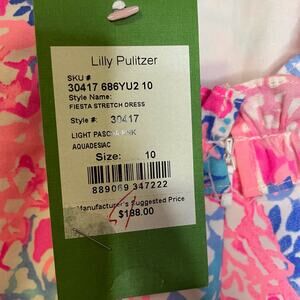 Lilly Pulitzer
SKU #
30417 686YU2 10
Style Name:
FIESTA STRETCH DRESS
Style #: 30417
LIGHT PASCHA PINK
AQUADESIAC
Size: 10
889069 347222
Manufacturer's Suggested Price
$188.00